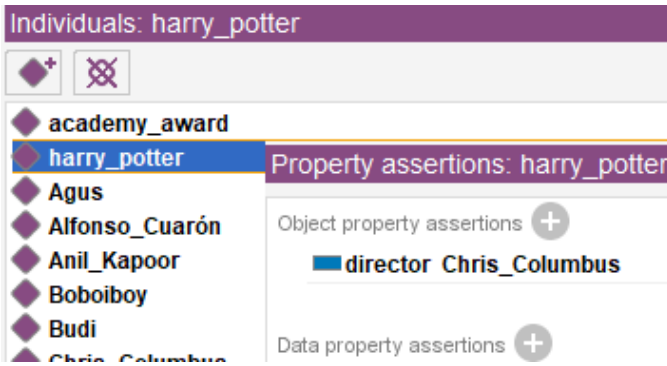 Individuals: harry_potter
academy_award
harry_potter
Agus
Alfonso_Cuarón
Anil_Kapoor
Boboiboy
Budi
Chris_Columbus
Property assertions: harry_potter
Object property assertions
director Chris_Columbus
Data property assertions